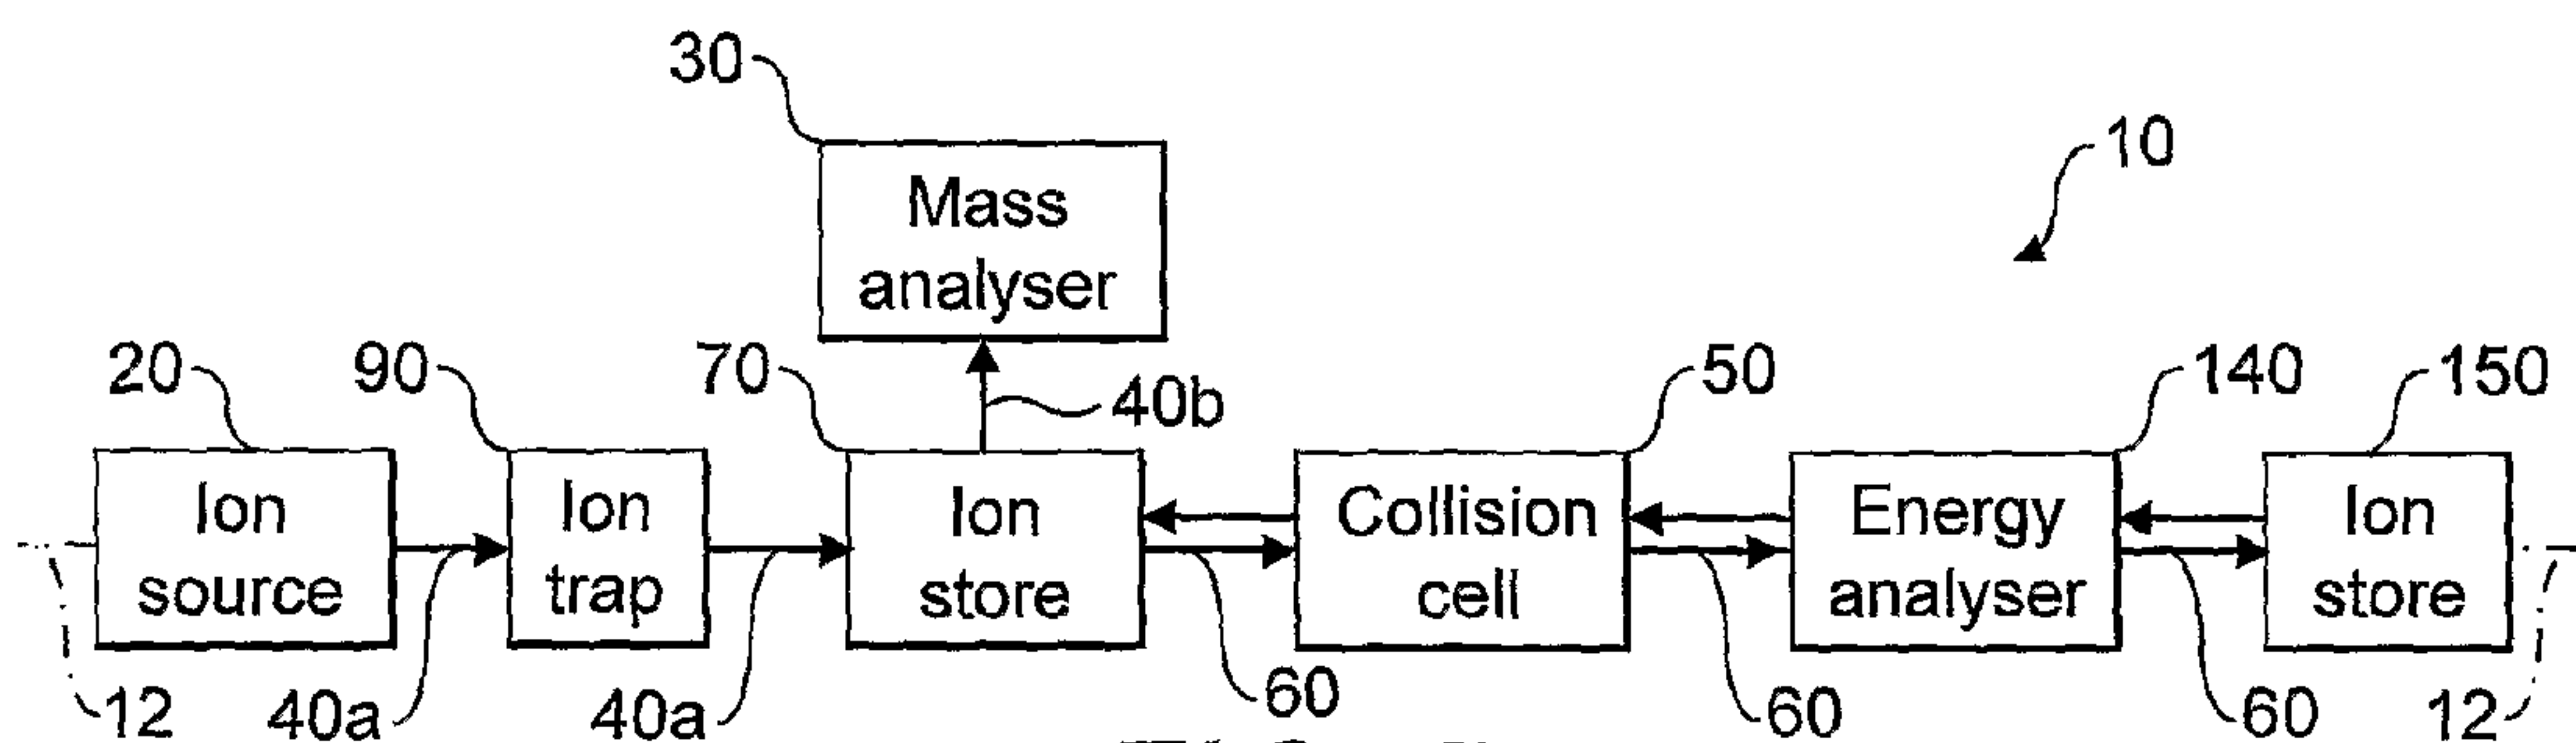 30
Mass
analyser
10
20
90
70
40b
50
140
150
Ion
source
Ion
trap
Ion
store
Collision
cell
Energy
analyser
Ion
store
12
40a
40a
60
60
60
12